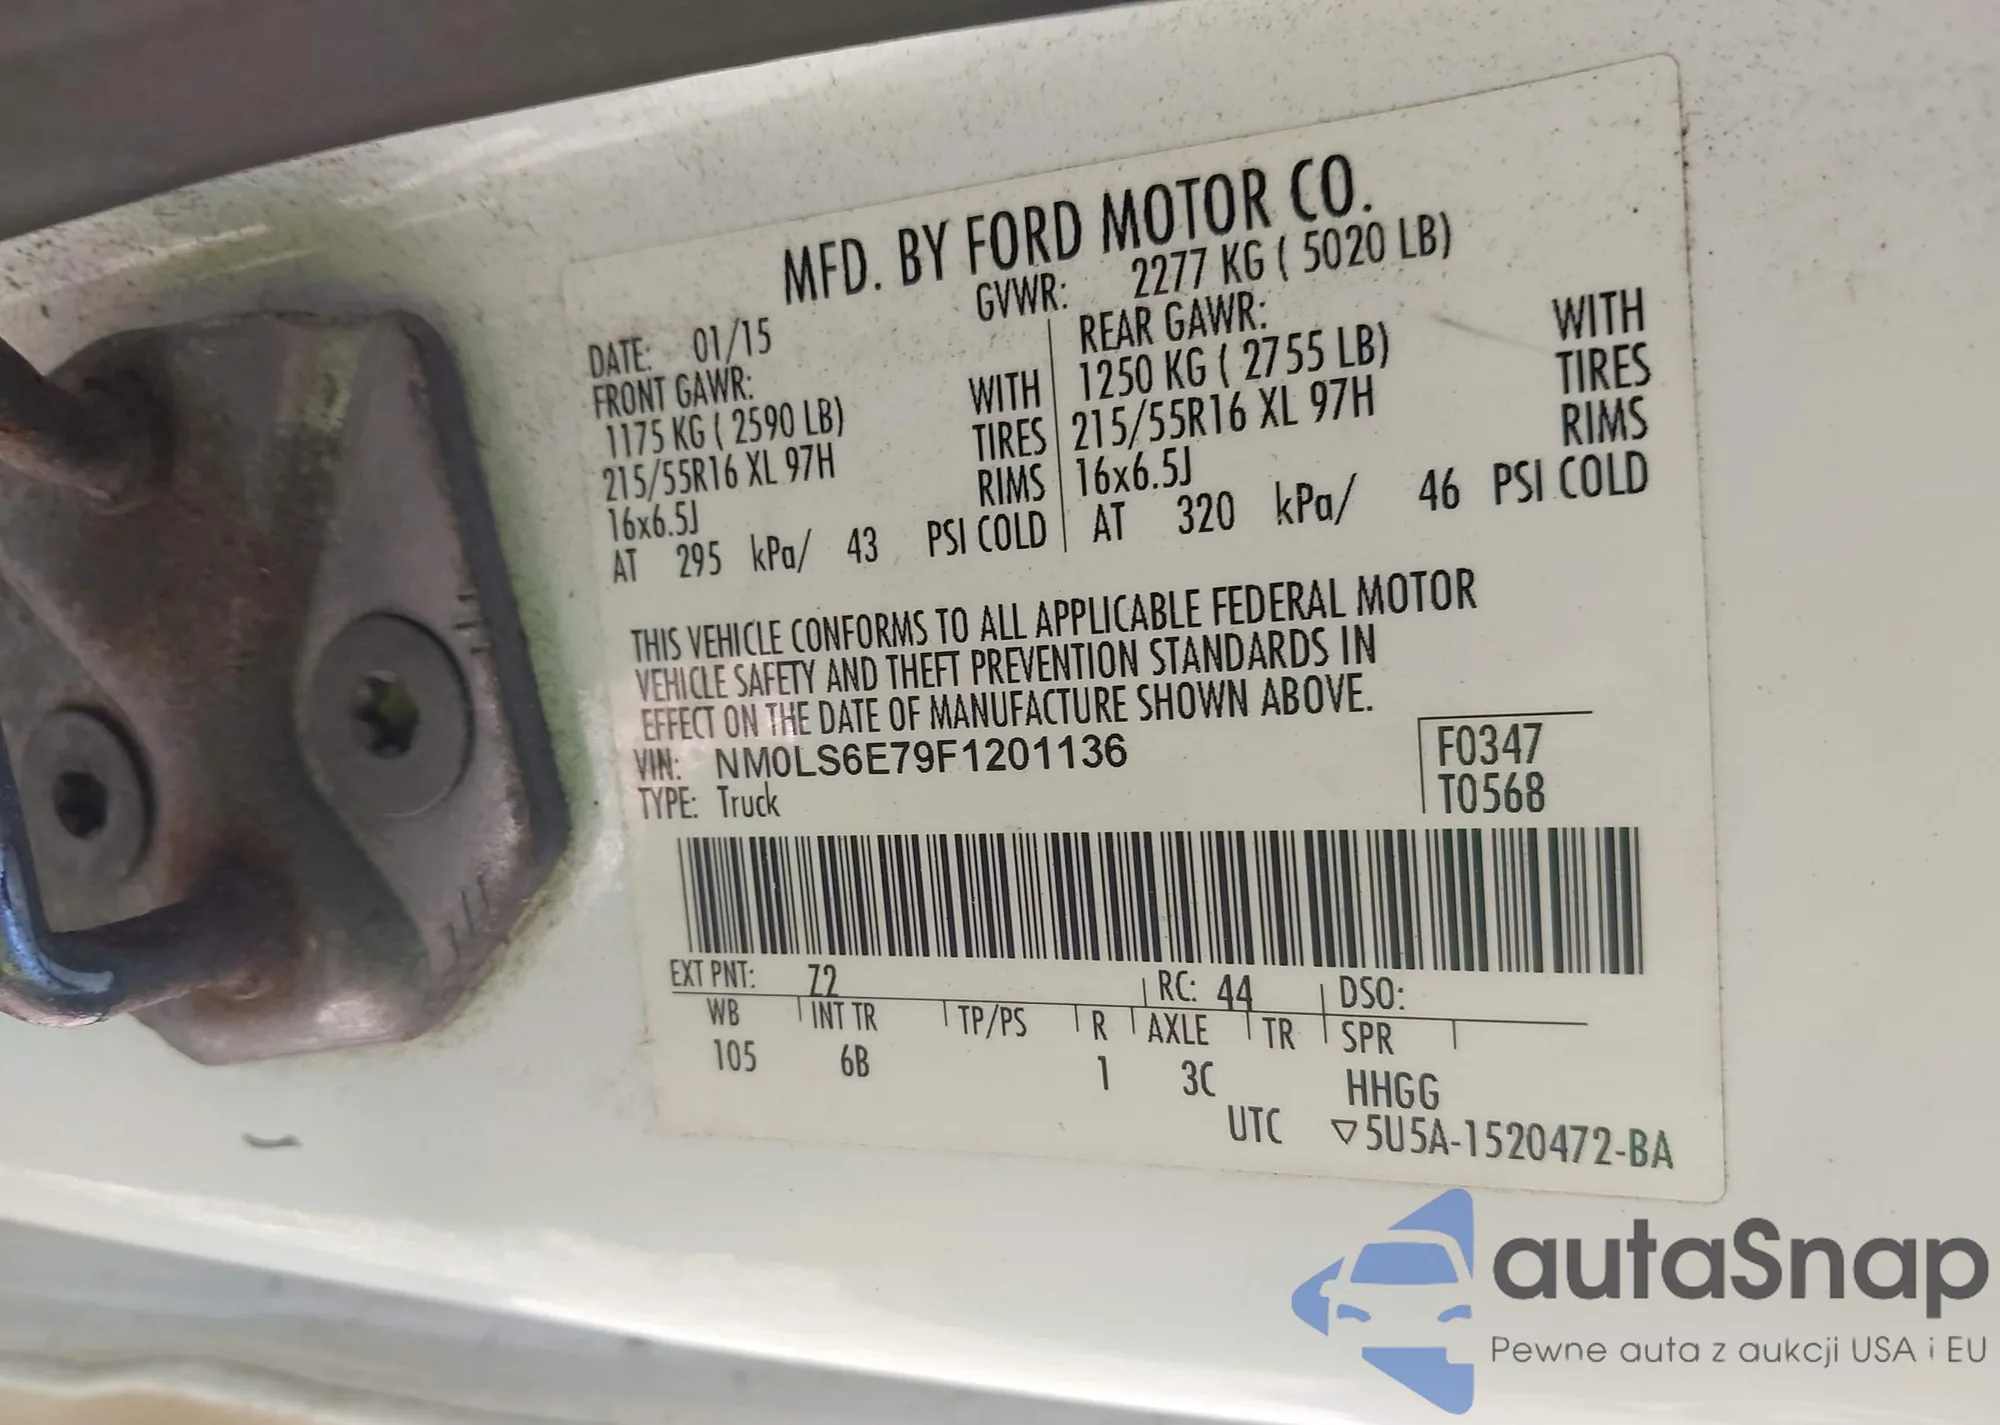 MFD. BY FORD MOTOR CO.
DATE: 01/15 GVWR: 2277 KG ( 5020 LB)
FRONT GAWR: REAR GAWR:
1175 KG ( 2590 LB) WITH 1250 KG ( 2755 LB) WITH
215/55R16 XL 97H TIRES 215/55R16 XL 97H TIRES
16x6.5J RIMS 16x6.5J RIMS
AT 295 kPa/ 43 PSI COLD AT 320 kPa/ 46 PSI COLD
THIS VEHICLE CONFORMS TO ALL APPLICABLE FEDERAL MOTOR
VEHICLE SAFETY AND THEFT PREVENTION STANDARDS IN
EFFECT ON THE DATE OF MANUFACTURE SHOWN ABOVE.
VIN: NM0LS6E79F1201136 F0347
TYPE: Truck T0568
EXT PNT: Z2 RC: 44 DSO:
WB INT TR TP/PS R AXLE TR SPR
105 6B 1 3C HHGG
UTC ▽5U5A-1520472-BA
autaSnap
Pewne auta z aukcji USA i EU